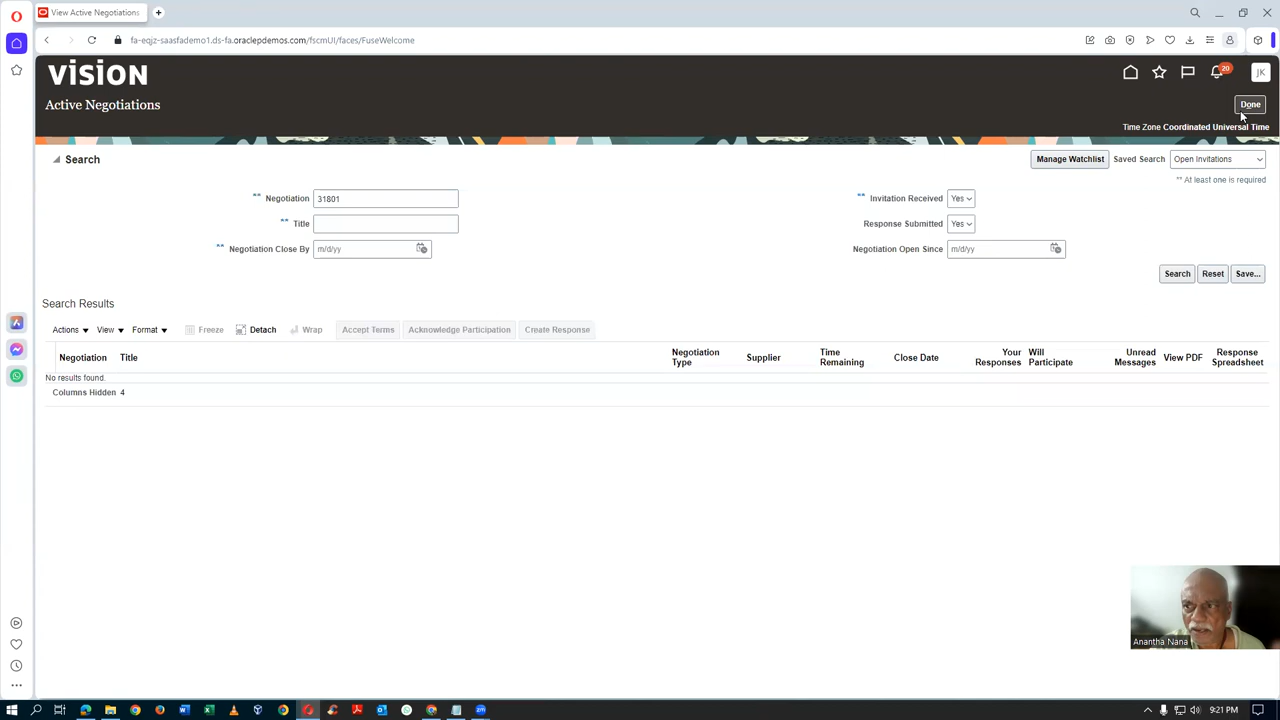 View Active Negotiations
fa-eqjz-saasfademo1.ds-fa.oraclepdemos.com/fscmUI/faces/FuseWelcome
vision
20
JK
Active Negotiations
Done
Time Zone Coordinated Universal Time
Search
Manage Watchlist Saved Search Open Invitations
** At least one is required
** Negotiation 31801
** Invitation Received Yes
** Title
Response Submitted Yes
** Negotiation Close By m/d/yy
Negotiation Open Since m/d/yy
Search Reset Save...
Search Results
Actions View Format Freeze Detach Wrap Accept Terms Acknowledge Participation Create Response
Negotiation Title Negotiation Type Supplier Time Remaining Close Date Your Responses Will Participate Unread Messages View PDF Response Spreadsheet
No results found.
Columns Hidden 4
Anantha Nana
9:21 PM